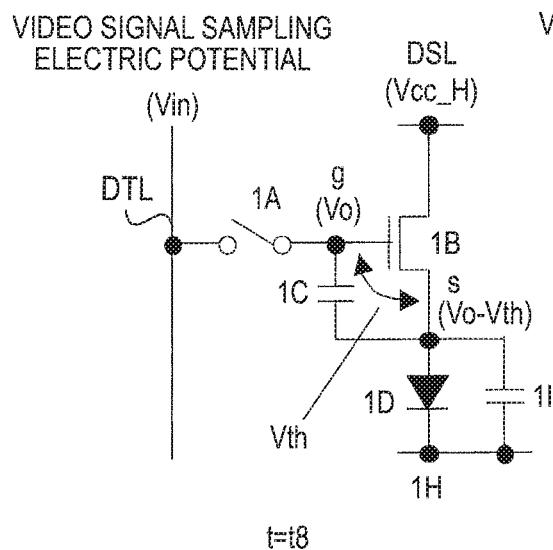 VIDEO SIGNAL SAMPLING
ELECTRIC POTENTIAL
(Vin)
V
DSL
(Vcc_H)
DTL
1A
g
(Vo)
1B
1C
s
(Vo-Vth)
1D
1I
Vth
1H
t=t8